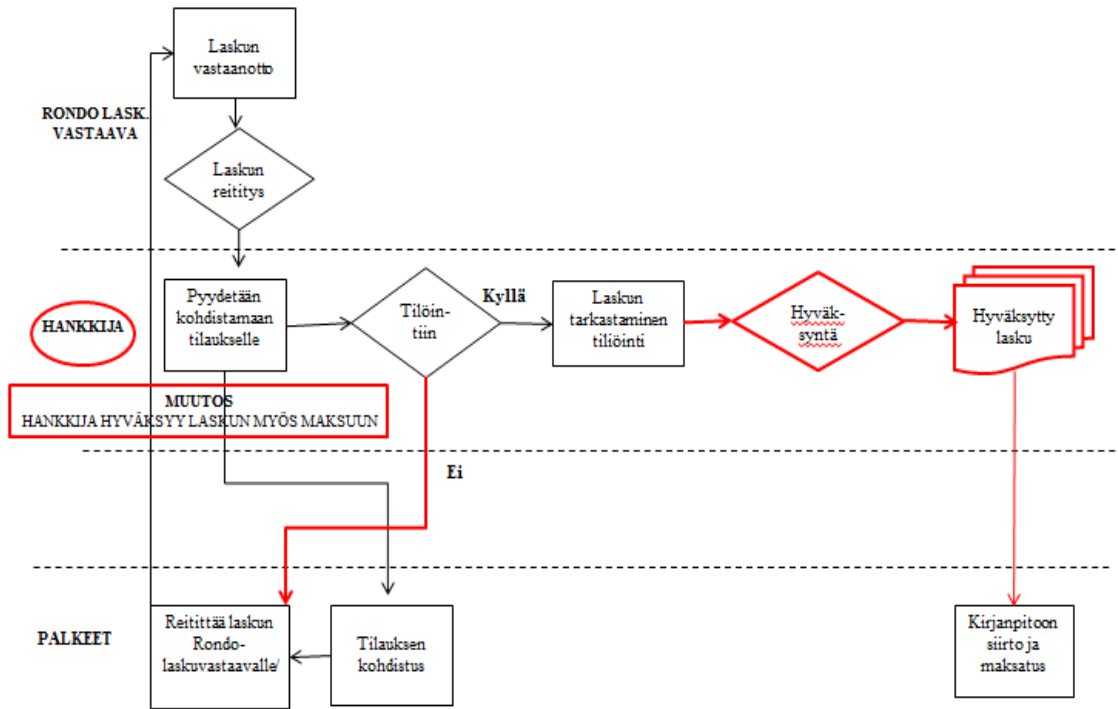 Laskun
vastaanotto
RONDO LASK.
VASTAAVA
Laskun
reititys
HANKKIJA
Pyydetään
kohdistamaan
tilaukselle
Tilöin-
tiin
Kyllä
Laskun
tarkastaminen
tiliöinti
Hyväk-
syntä
Hyväksytty
lasku
MUUTOS
HANKKIJA HYVÄKSYY LASKUN MYÖS MAKSUUN
Ei
PALKEET
Reitittää laskun
Rondo-
laskuvastaavalle/
Tilauksen
kohdistus
Kirjanpitoon
siirto ja
maksatus